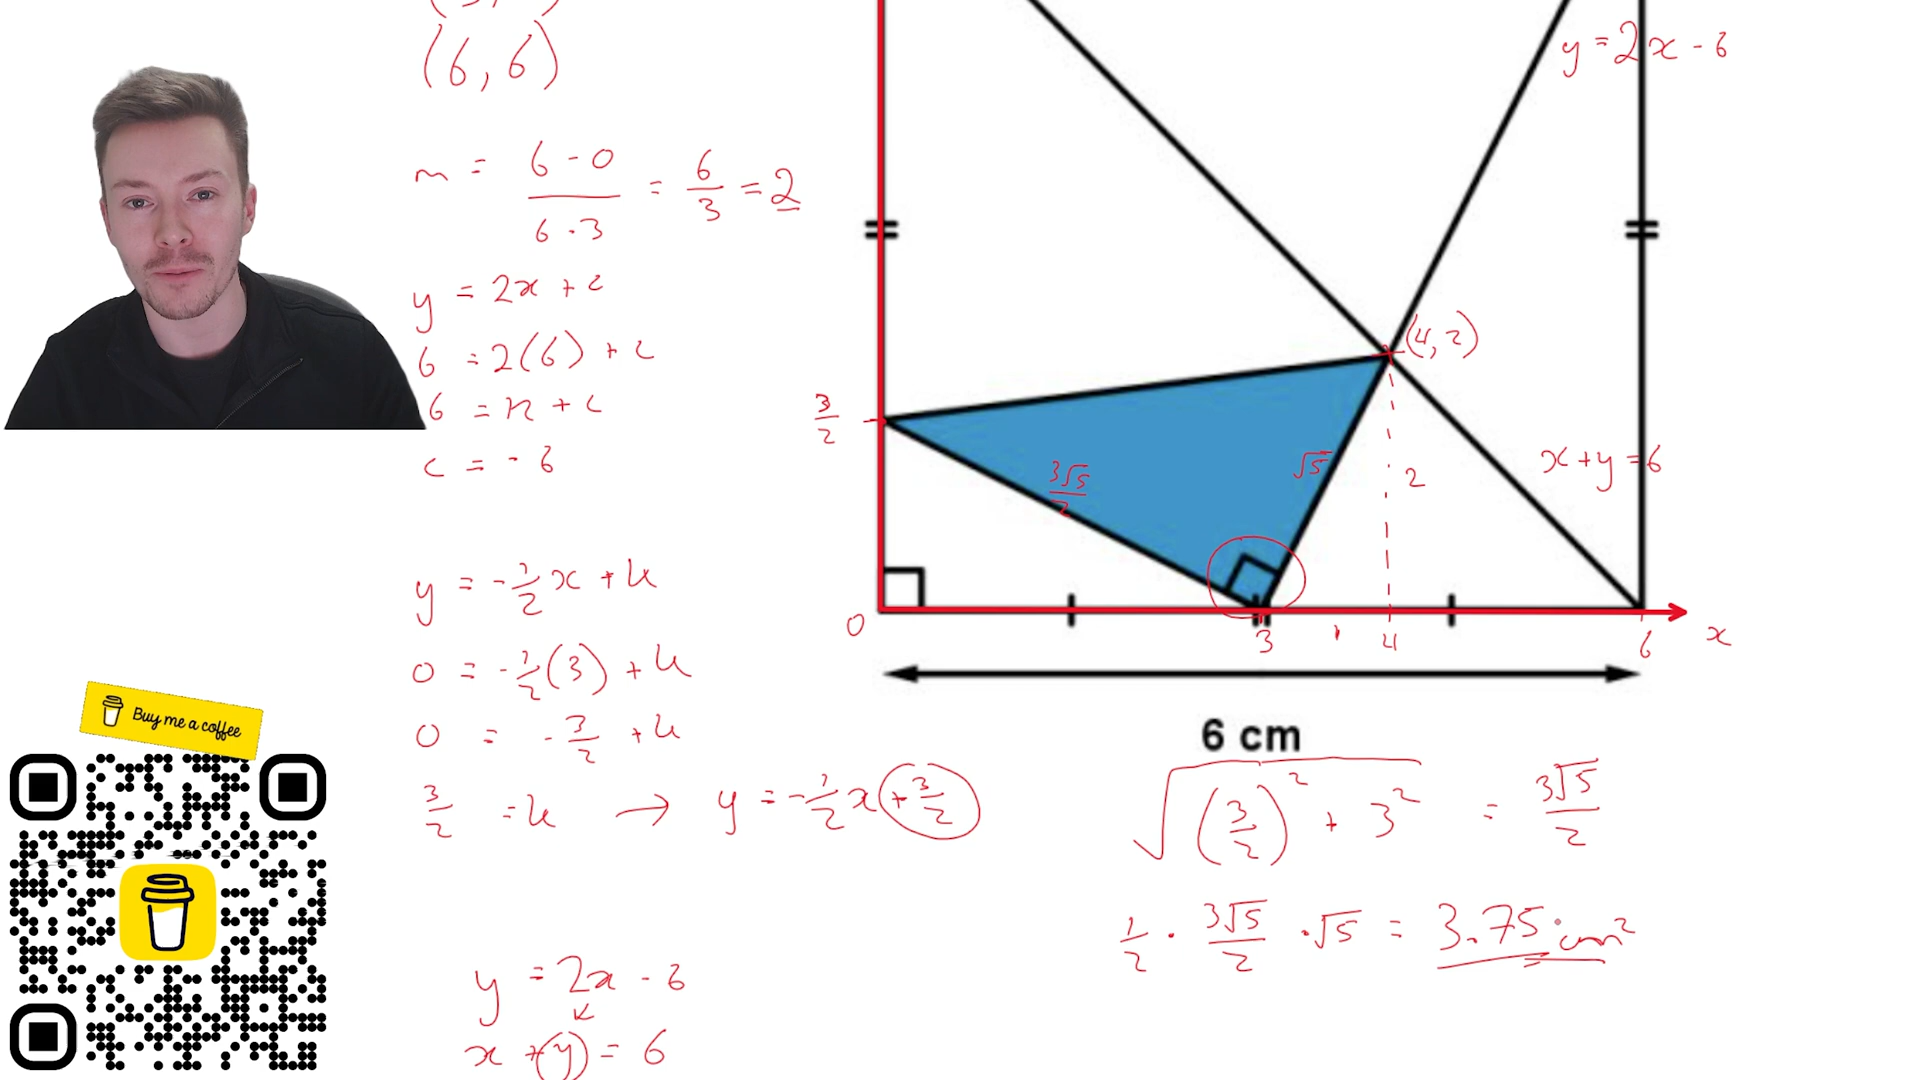 (6, 6)
m = 6 - 0 / 6 · 3 = 6/3 = 2
y = 2x + c
6 = 2(6) + c
6 = 12 + c
c = - 6
y = -1/2 x + k
0 = -1/2 (3) + k
0 = -3/2 + k
3/2 = k → y = -1/2 x + 3/2
y = 2x - 6
x + (y) = 6
y = 2x - 6
(4, 2)
3/2
3√5/2
√5
2
x + y = 6
0
3
1
4
6
x
6 cm
√((3/2)² + 3²) = 3√5/2
1/2 · 3√5/2 · √5 = 3.75 cm²
Buy me a coffee